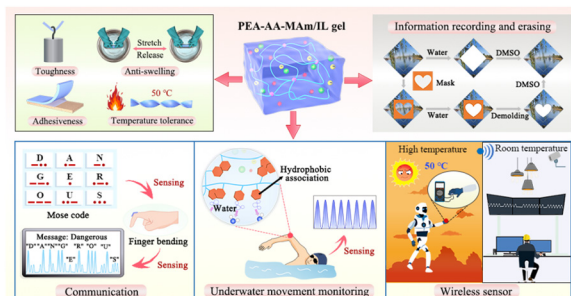 PEA-AA-MAm/IL gel
Toughness
Stretch
Release
Anti-swelling
Adhesiveness
50 ℃
Temperature tolerance
Information recording and erasing
Water
DMSO
Mask
DMSO
Water
Demolding
D A N
G E R
O U S
Mose code
Sensing
Finger bending
Sensing
Message: Dangerous
"D" "A" "N" "G" "E" "R" "O" "U" "S"
Communication
Hydrophobic
association
Water
Sensing
Underwater movement monitoring
High temperature
50 ℃
Room temperature
Wireless sensor